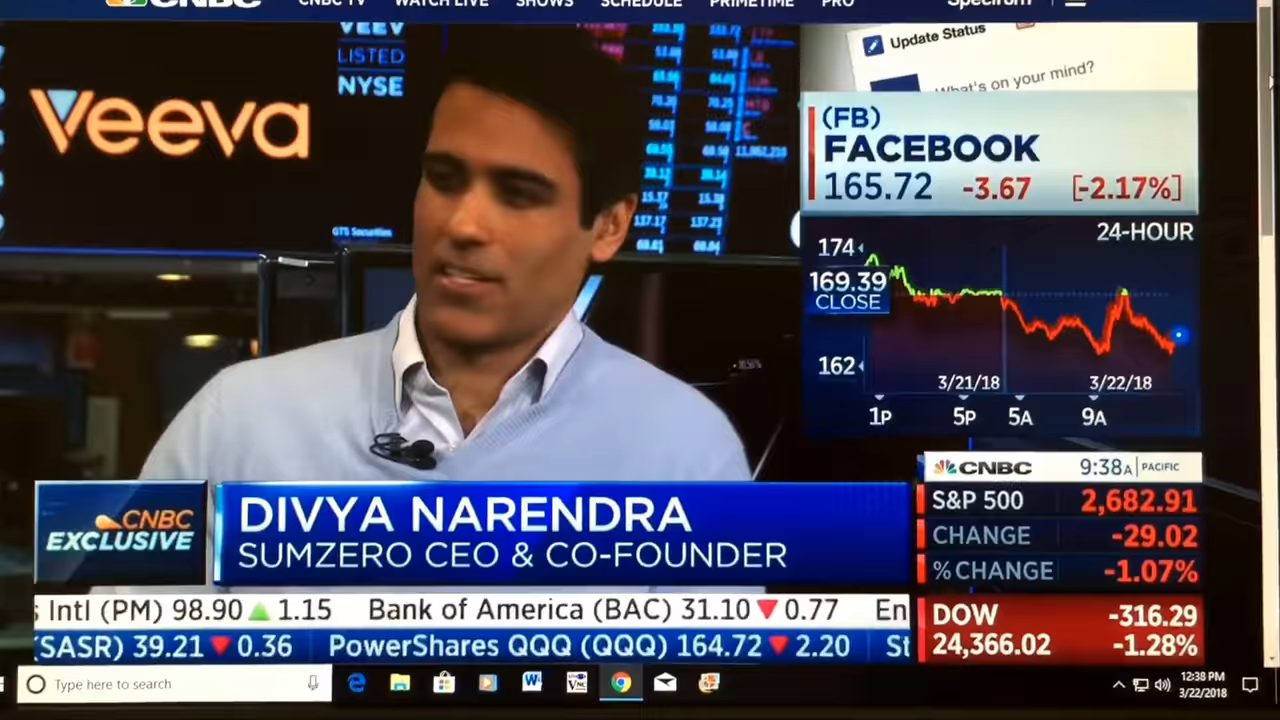 CNBC
CNBC TV WATCH LIVE SHOWS SCHEDULE PRIMETIME PRO
Spectrum
VEEV
LISTED
NYSE
veeva
GTS Securities
Update Status
What's on your mind?
(FB)
FACEBOOK
165.72 -3.67 [-2.17%]
24-HOUR
174
169.39
CLOSE
162
3/21/18 3/22/18
1P 5P 5A 9A
CNBC 9:38A PACIFIC
S&P 500 2,682.91
CHANGE -29.02
% CHANGE -1.07%
DOW -316.29
24,366.02 -1.28%
CNBC
EXCLUSIVE
DIVYA NARENDRA
SUMZERO CEO & CO-FOUNDER
s Intl (PM) 98.90 ▲ 1.15 Bank of America (BAC) 31.10 ▼ 0.77 En
(SASR) 39.21 ▼ 0.36 PowerShares QQQ (QQQ) 164.72 ▼ 2.20 St
Type here to search
12:38 PM
3/22/2018